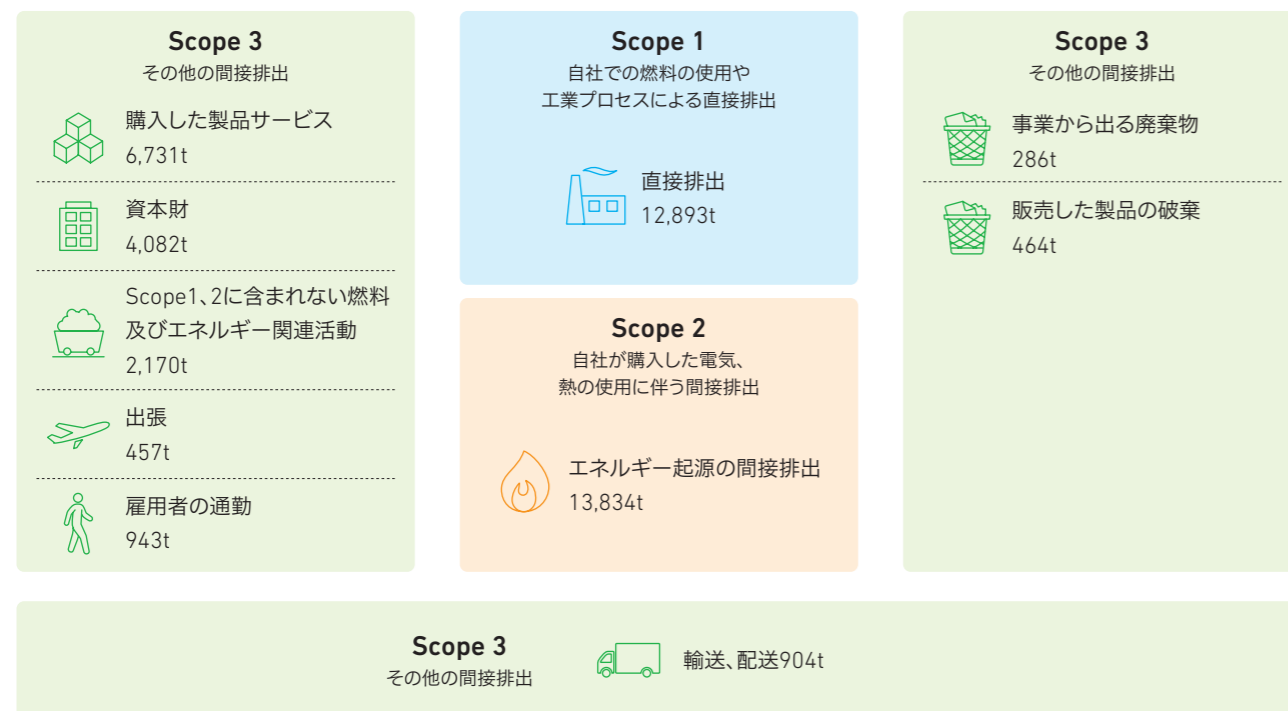 Scope 3
その他の間接排出
購入した製品サービス
6,731t
資本財
4,082t
Scope1、2に含まれない燃料
及びエネルギー関連活動
2,170t
出張
457t
雇用者の通勤
943t
Scope 1
自社での燃料の使用や
工業プロセスによる直接排出
直接排出
12,893t
Scope 2
自社が購入した電気、
熱の使用に伴う間接排出
エネルギー起源の間接排出
13,834t
Scope 3
その他の間接排出
事業から出る廃棄物
286t
販売した製品の破棄
464t
Scope 3
その他の間接排出
輸送、配送904t